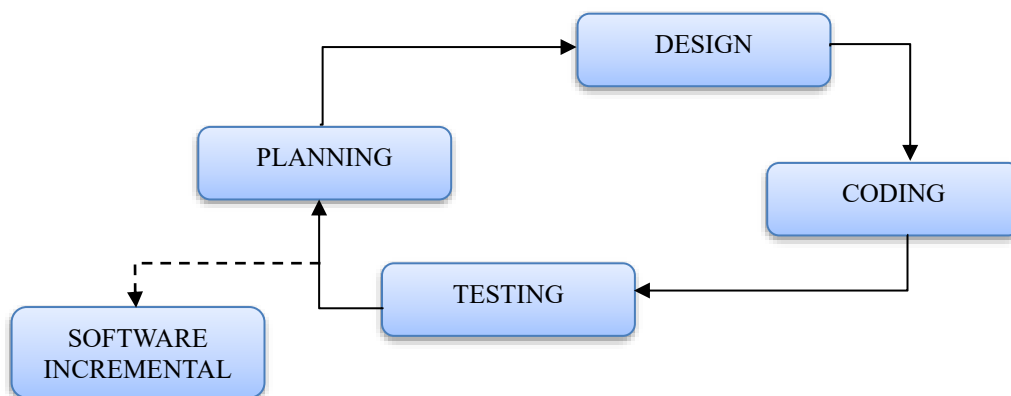 DESIGN
PLANNING
CODING
TESTING
SOFTWARE
INCREMENTAL